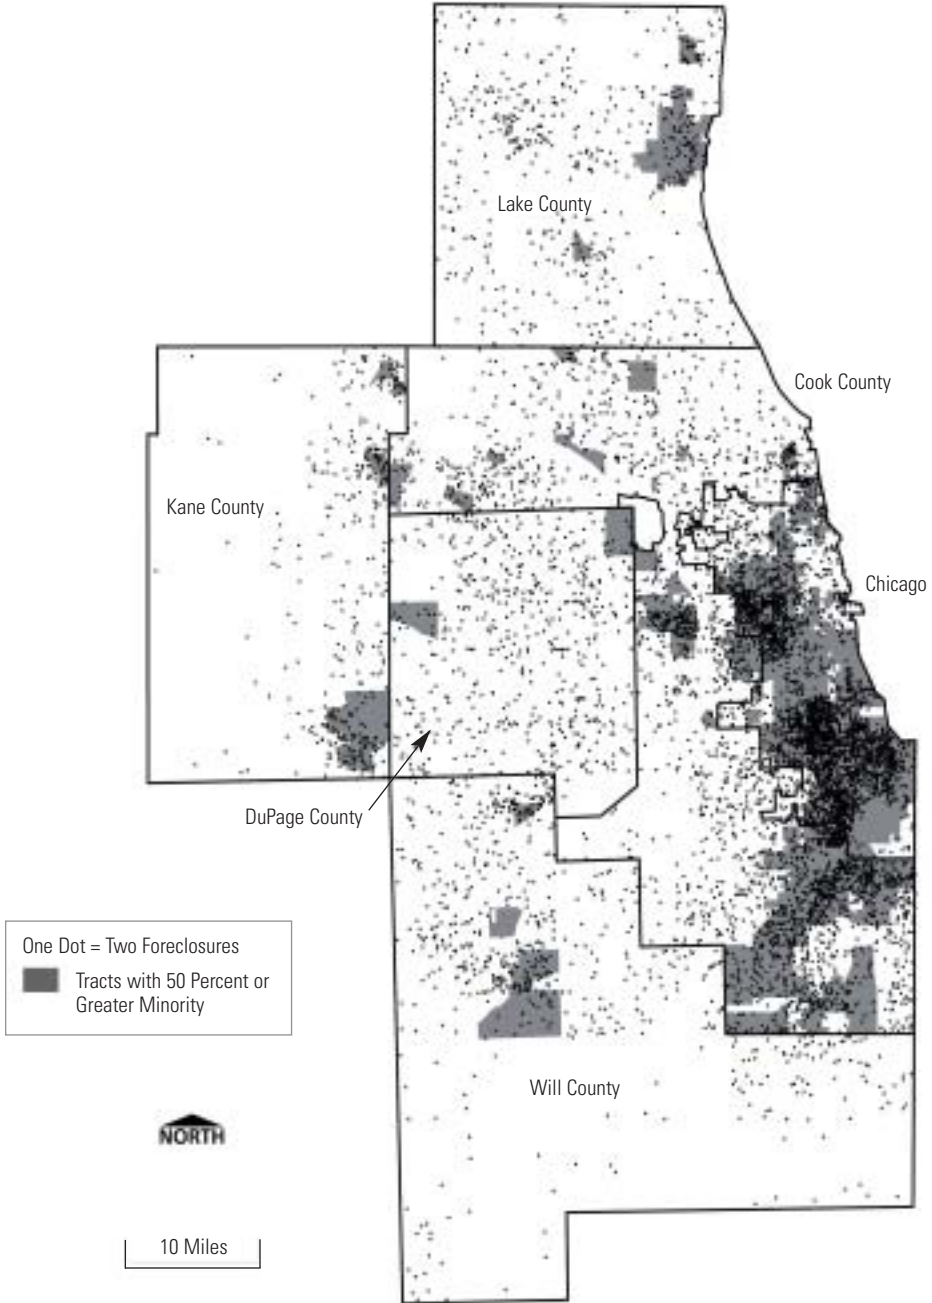 Lake County
Cook County
Kane County
Chicago
DuPage County
One Dot = Two Foreclosures
Tracts with 50 Percent or
Greater Minority
Will County
NORTH
10 Miles